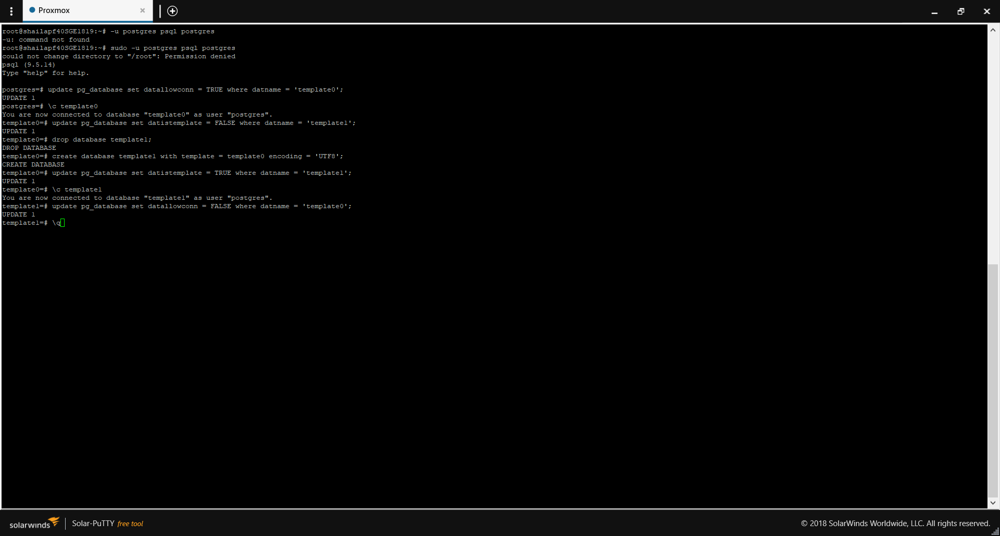 Proxmox
root@shailapf40SGE1819:~# -u postgres psql postgres
-u: command not found
root@shailapf40SGE1819:~# sudo -u postgres psql postgres
could not change directory to "/root": Permission denied
psql (9.5.14)
Type "help" for help.
postgres=# update pg_database set datallowconn = TRUE where datname = 'template0';
UPDATE 1
postgres=# \c template0
You are now connected to database "template0" as user "postgres".
template0=# update pg_database set datistemplate = FALSE where datname = 'template1';
UPDATE 1
template0=# drop database template1;
DROP DATABASE
template0=# create database template1 with template = template0 encoding = 'UTF8';
CREATE DATABASE
template0=# update pg_database set datistemplate = TRUE where datname = 'template1';
UPDATE 1
template0=# \c template1
You are now connected to database "template1" as user "postgres".
template1=# update pg_database set datallowconn = FALSE where datname = 'template0';
UPDATE 1
template1=# \q
solarwinds Solar-PuTTY free tool © 2018 SolarWinds Worldwide, LLC. All rights reserved.